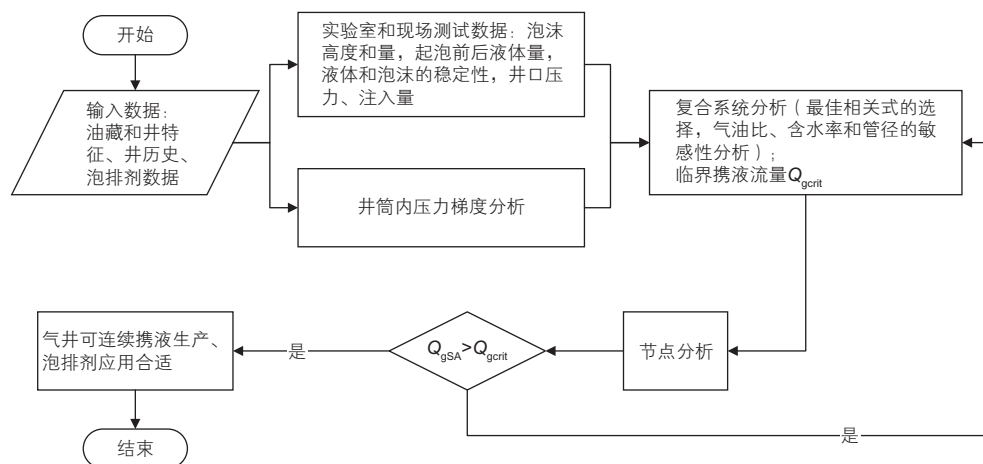 开始
输入数据：
油藏和井特
征、井历史、
泡排剂数据
实验室和现场测试数据：泡沫
高度和量，起泡前后液体量，
液体和泡沫的稳定性，井口压
力、注入量
井筒内压力梯度分析
复合系统分析（最佳相关式的选
择，气油比、含水率和管径的敏
感性分析）；
临界携液流量Qgcrit
节点分析
QgSA>Qgcrit
是
是
气井可连续携液生产、
泡排剂应用合适
结束